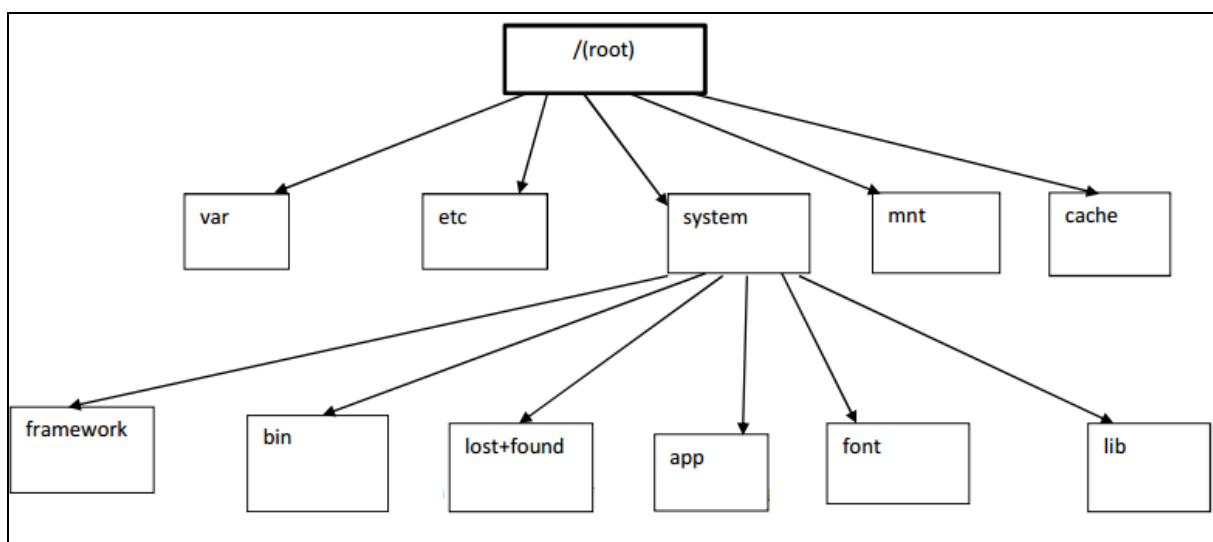 /(root)
var
etc
system
mnt
cache
framework
bin
lost+found
app
font
lib